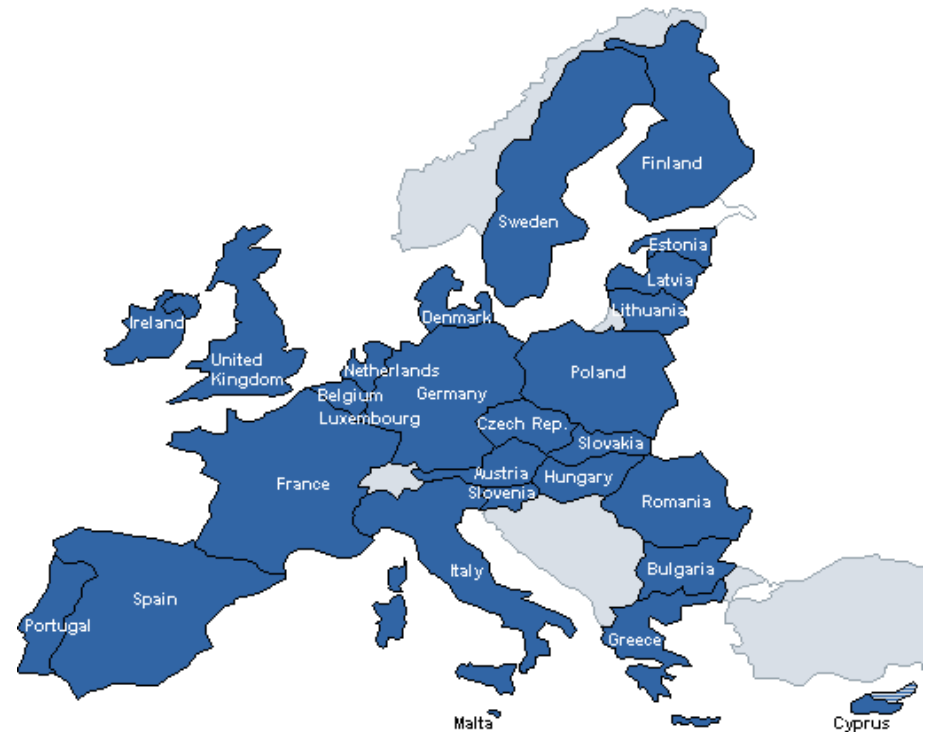 Finland
Sweden
Estonia
Latvia
Lithuania
Denmark
Ireland
United
Kingdom
Netherlands
Poland
Belgium
Germany
Luxembourg
Czech Rep.
Slovakia
Austria
Hungary
France
Slovenia
Romania
Italy
Bulgaria
Spain
Portugal
Greece
Malta
Cyprus